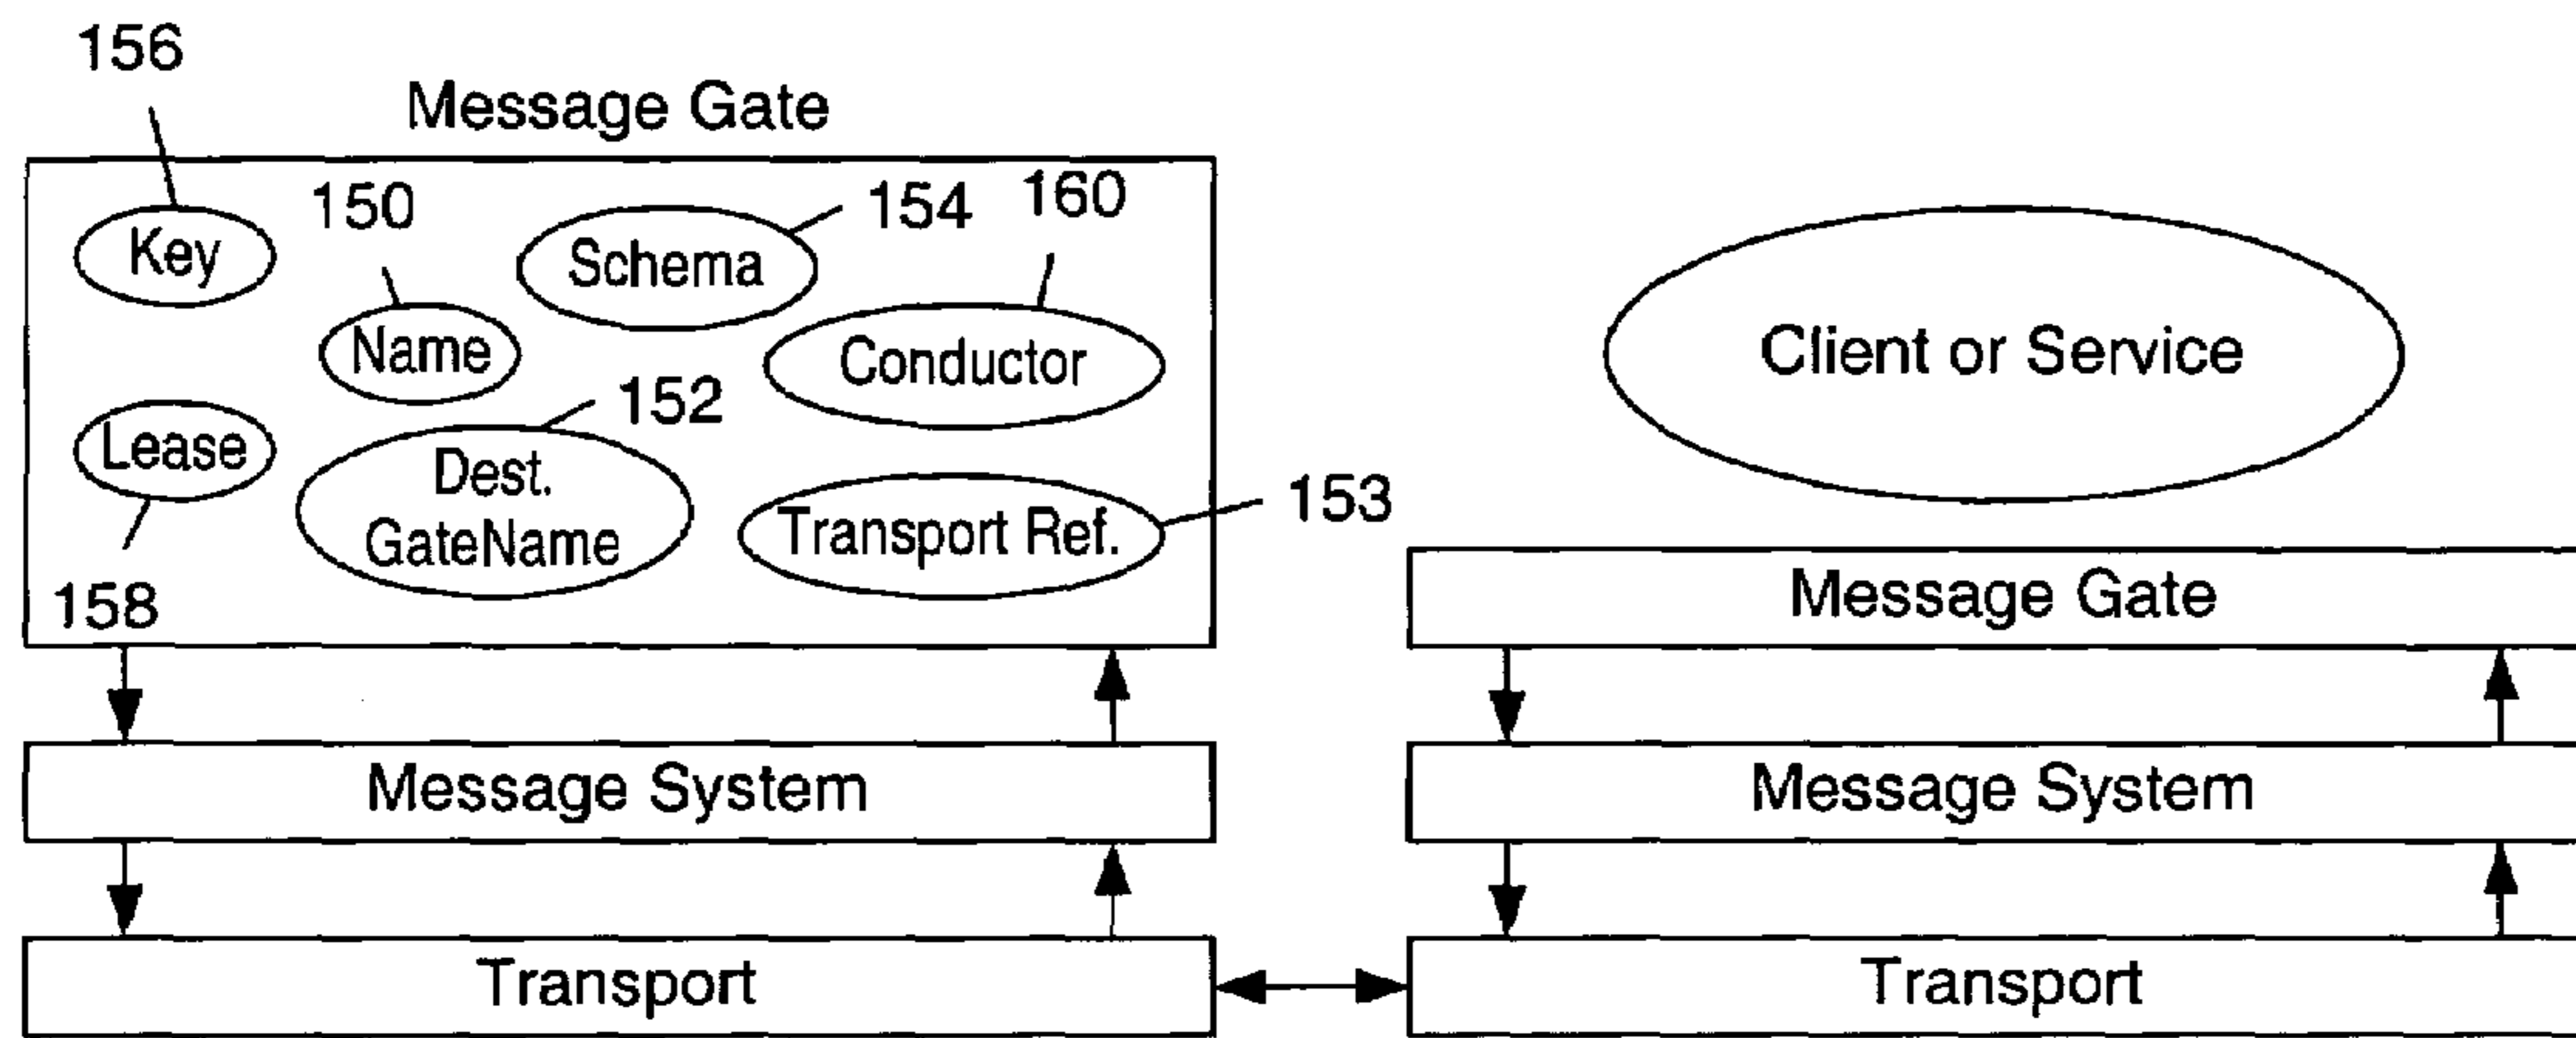 156
Message Gate
150
154
160
Key
Schema
Name
Conductor
Client or Service
152
Lease
Dest.
GateName
Transport Ref.
153
158
Message Gate
Message System
Message System
Transport
Transport